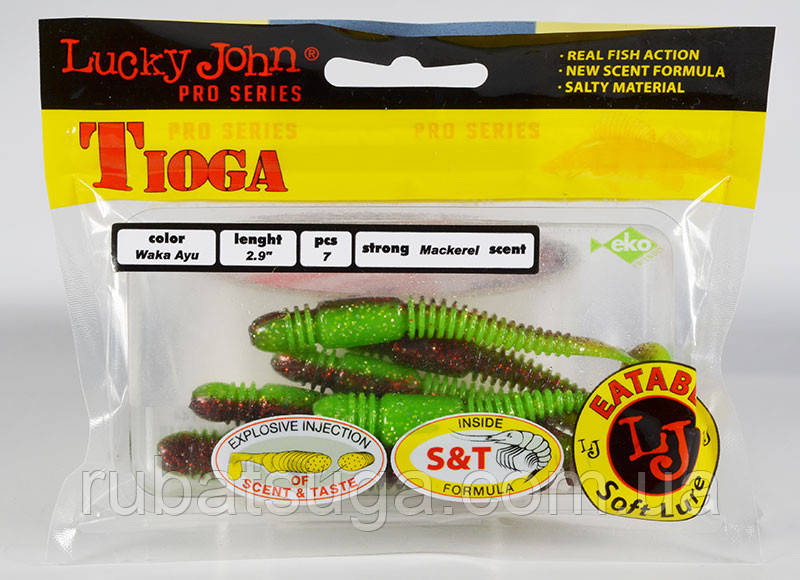 Lucky John®
PRO SERIES
· REAL FISH ACTION
· NEW SCENT FORMULA
· SALTY MATERIAL
PRO SERIES PRO SERIES
TIOGA
color
Waka Ayu
lenght
2.9"
pcs
7
strong Mackerel scent
eko
EXPLOSIVE INJECTION
OF
SCENT & TASTE
INSIDE
S&T
FORMULA
EATABL
LJ
LJ
Soft Lure
rubatsuga.com.ua